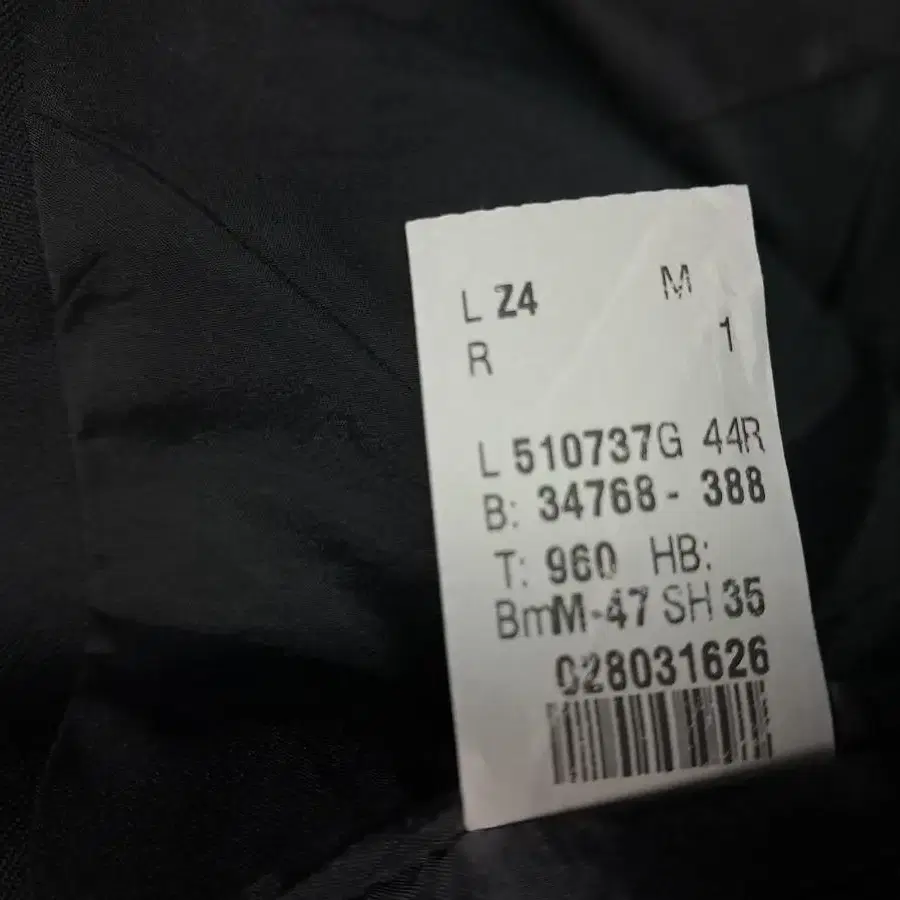 L Z4 M
R 1
L 510737G 44R
B: 34768 - 388
T: 960 HB:
BmM-47 SH 35
028031626